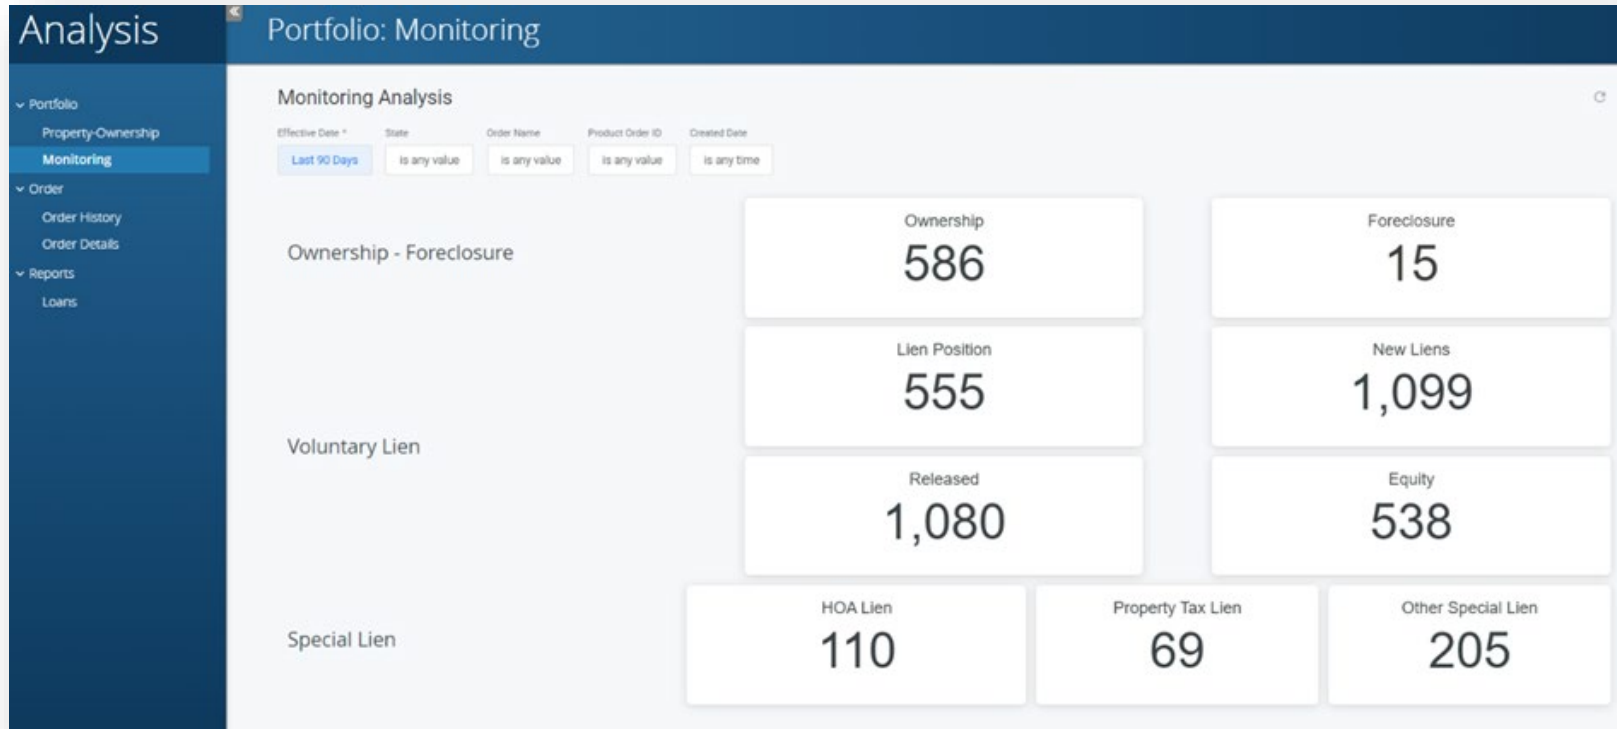 Analysis
Portfolio: Monitoring
Portfolio
Property-Ownership
Monitoring
Order
Order History
Order Details
Reports
Loans
Monitoring Analysis
Effective Date * State Order Name Product Order ID Created Date
Last 90 Days is any value is any value is any value is any time
Ownership - Foreclosure
Ownership
586
Foreclosure
15
Voluntary Lien
Lien Position
555
New Liens
1,099
Released
1,080
Equity
538
Special Lien
HOA Lien
110
Property Tax Lien
69
Other Special Lien
205